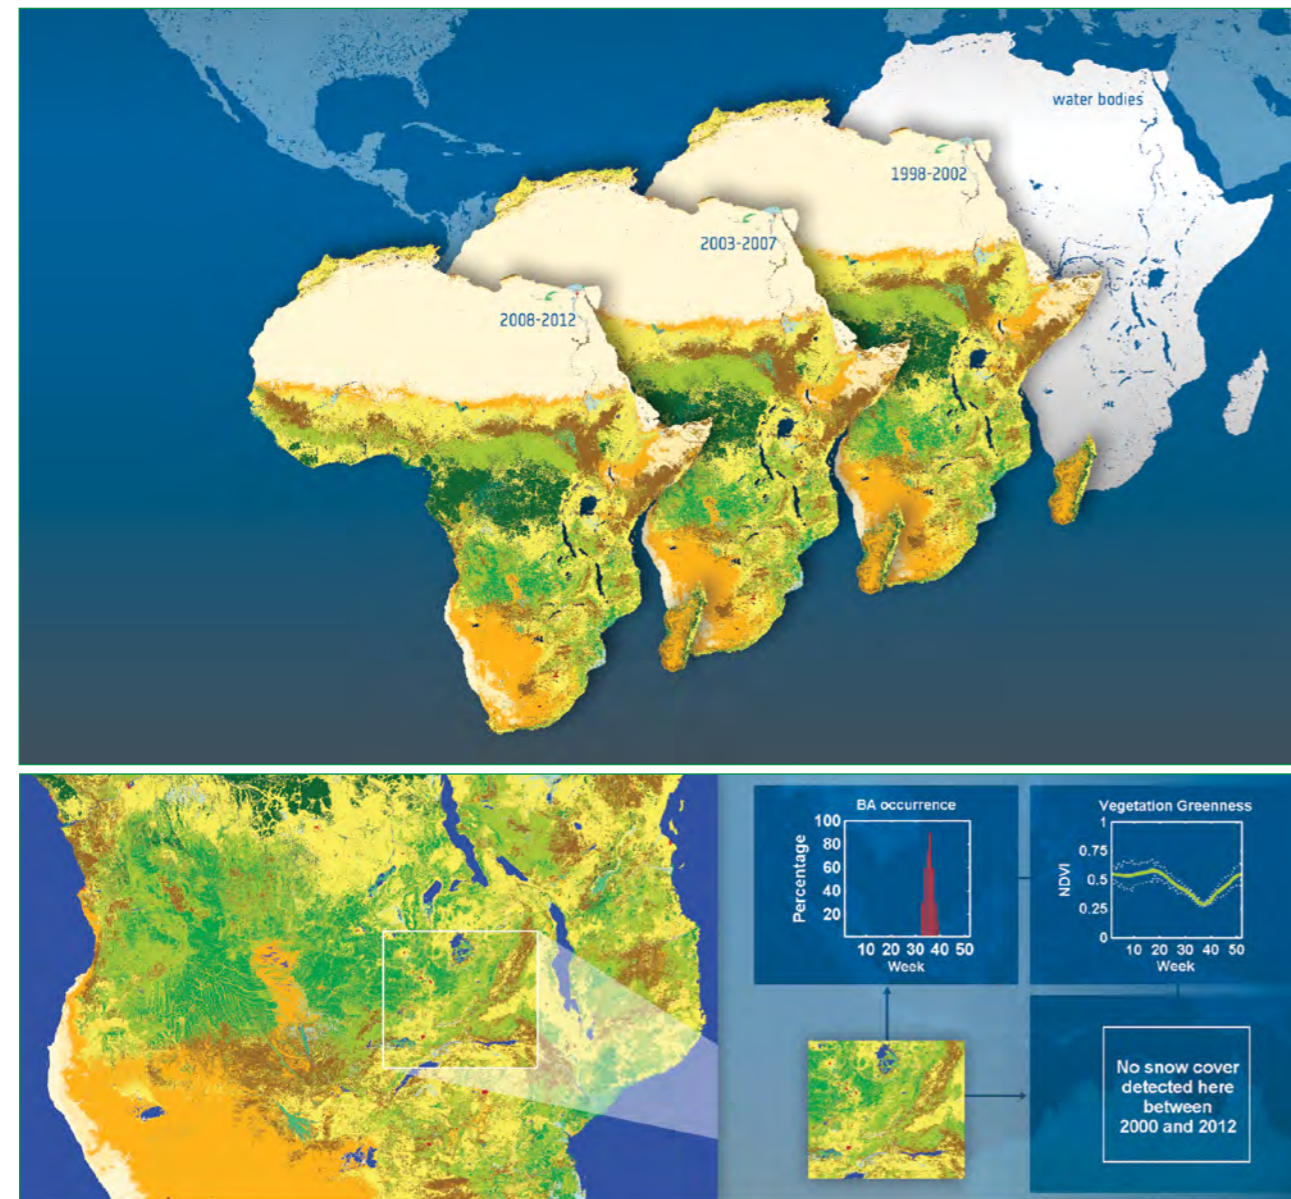 water bodies
1998-2002
2003-2007
2008-2012
BA occurrence
Percentage
100
80
60
40
20
10 20 30 40 50
Week
Vegetation Greenness
NDVI
1
0.75
0.5
0.25
0
10 20 30 40 50
Week
No snow cover
detected here
between
2000 and 2012